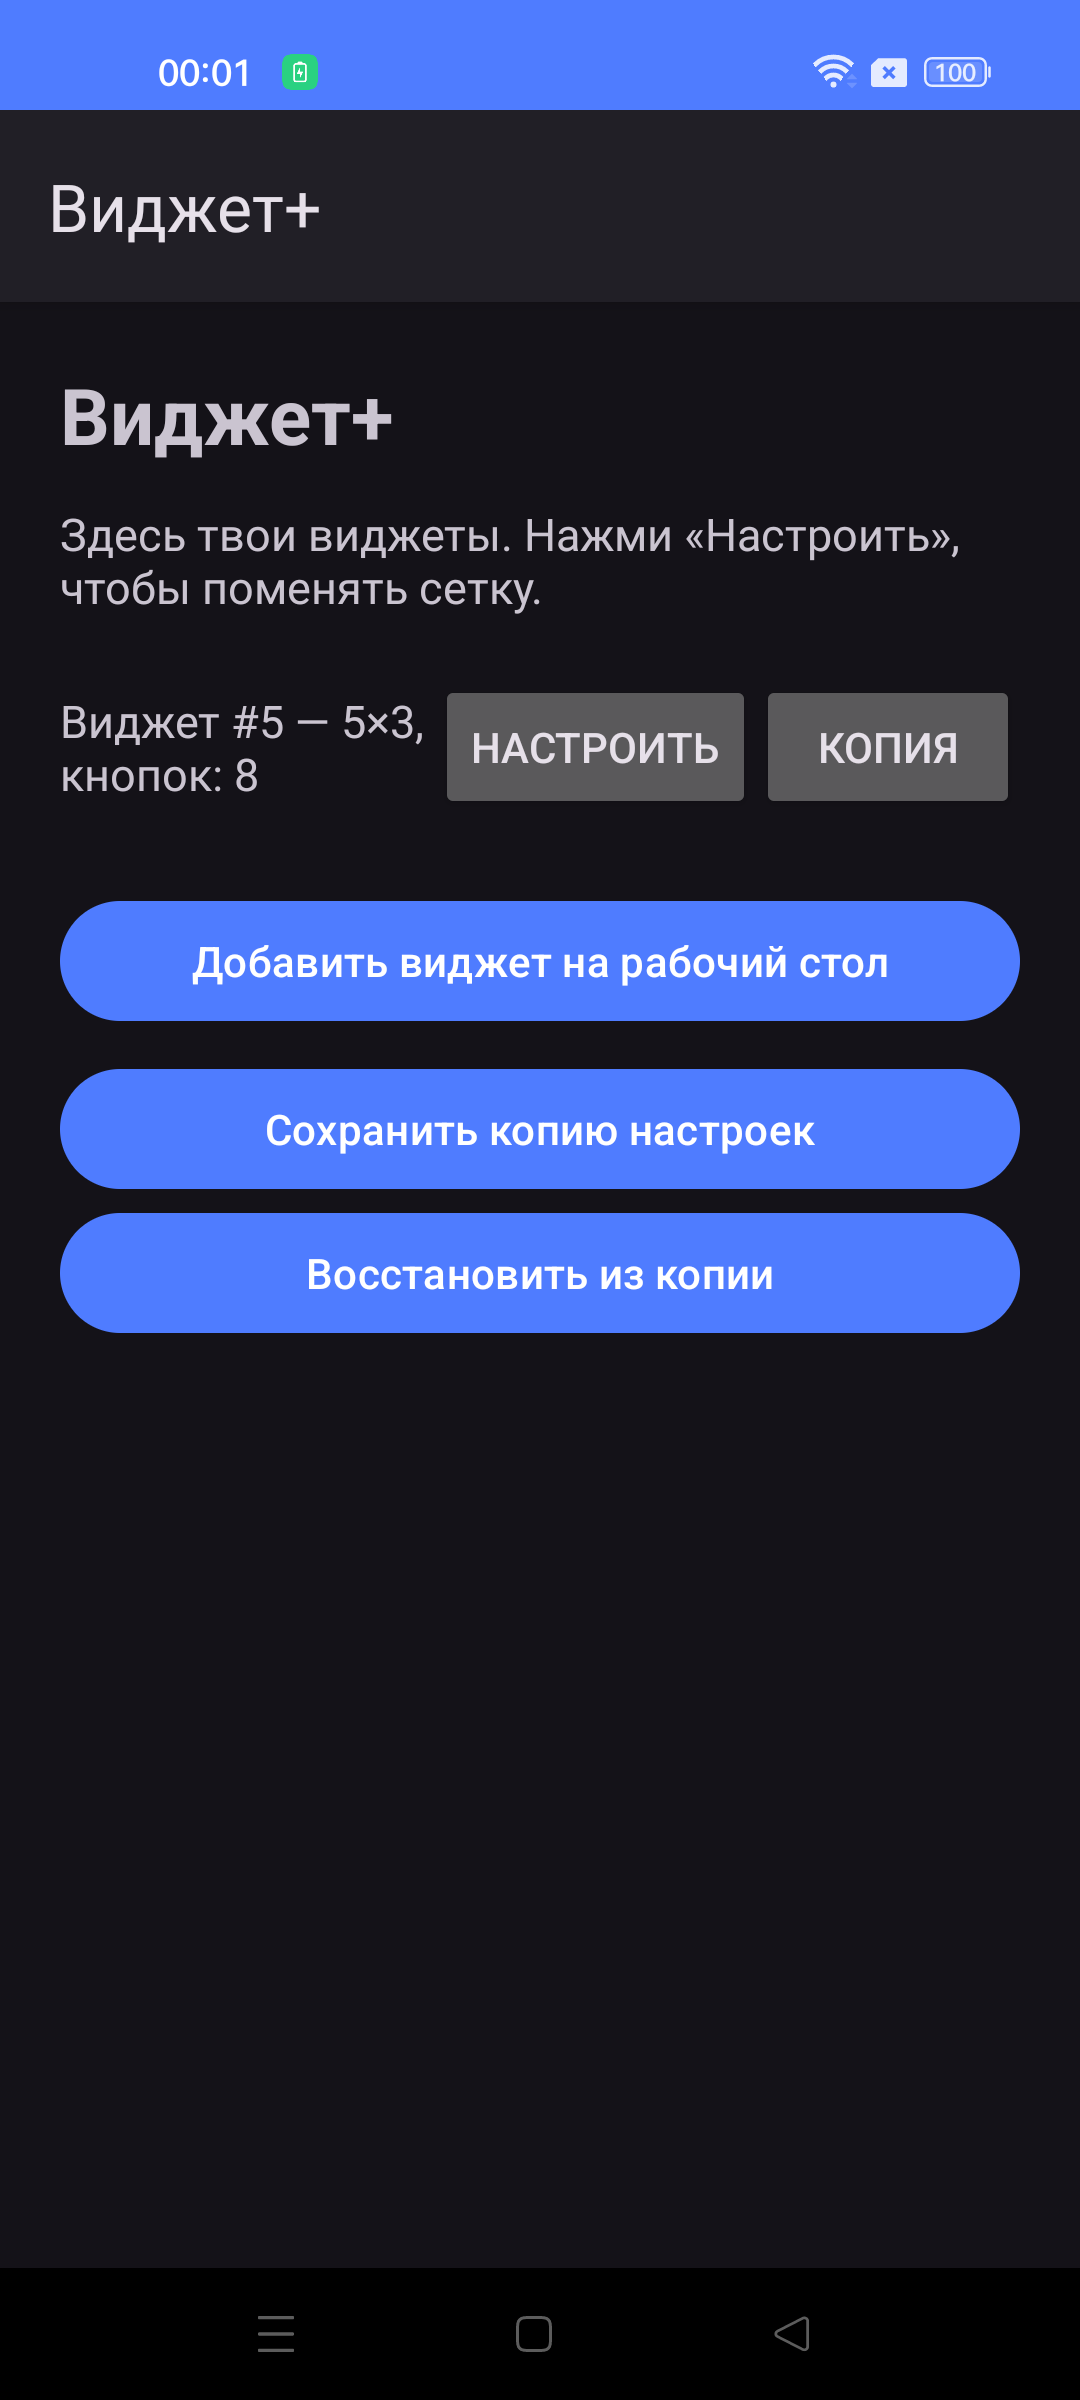 00:01
100
Виджет+
Виджет+
Здесь твои виджеты. Нажми «Настроить»,
чтобы поменять сетку.
Виджет #5 — 5×3,
кнопок: 8
НАСТРОИТЬ
КОПИЯ
Добавить виджет на рабочий стол
Сохранить копию настроек
Восстановить из копии